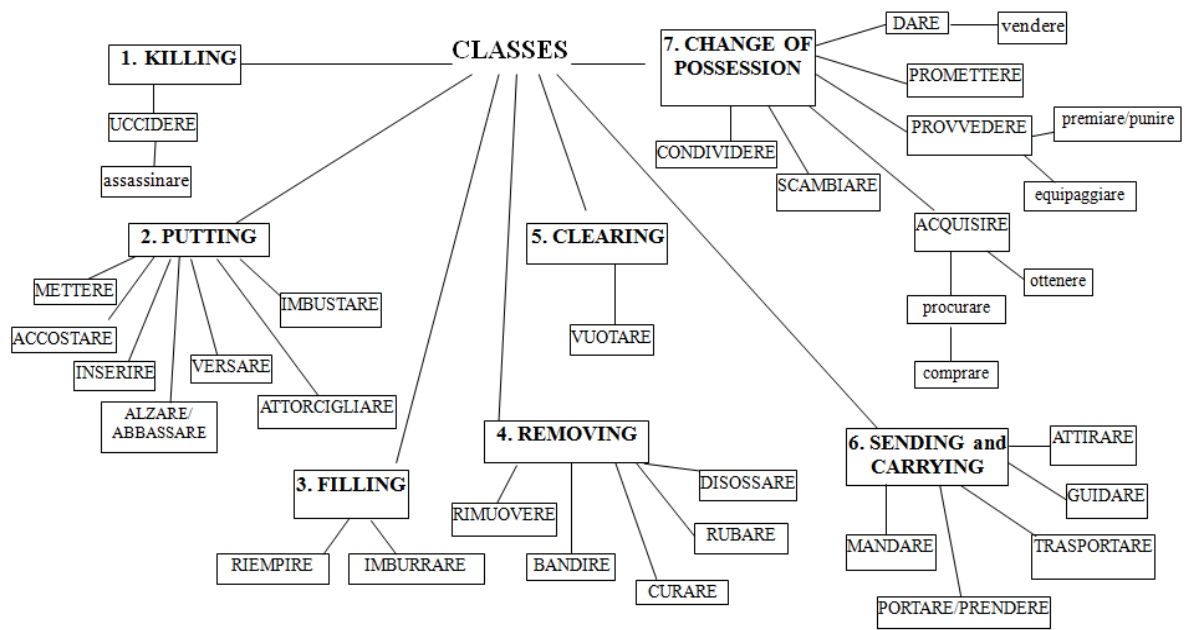 CLASSES
1. KILLING
UCCIDERE
assassinare
2. PUTTING
METTERE
ACCOSTARE
INSERIRE
ALZARE/
ABBASSARE
VERSARE
ATTORCIGLIARE
IMBUSTARE
3. FILLING
RIEMPIRE
IMBURRARE
4. REMOVING
RIMUOVERE
BANDIRE
CURARE
RUBARE
DISOSSARE
5. CLEARING
VUOTARE
6. SENDING and
CARRYING
MANDARE
PORTARE/PRENDERE
TRASPORTARE
GUIDARE
ATTIRARE
7. CHANGE OF
POSSESSION
CONDIVIDERE
SCAMBIARE
DARE
vendere
PROMETTERE
PROVVEDERE
premiare/punire
equipaggiare
ACQUISIRE
ottenere
procurare
comprare